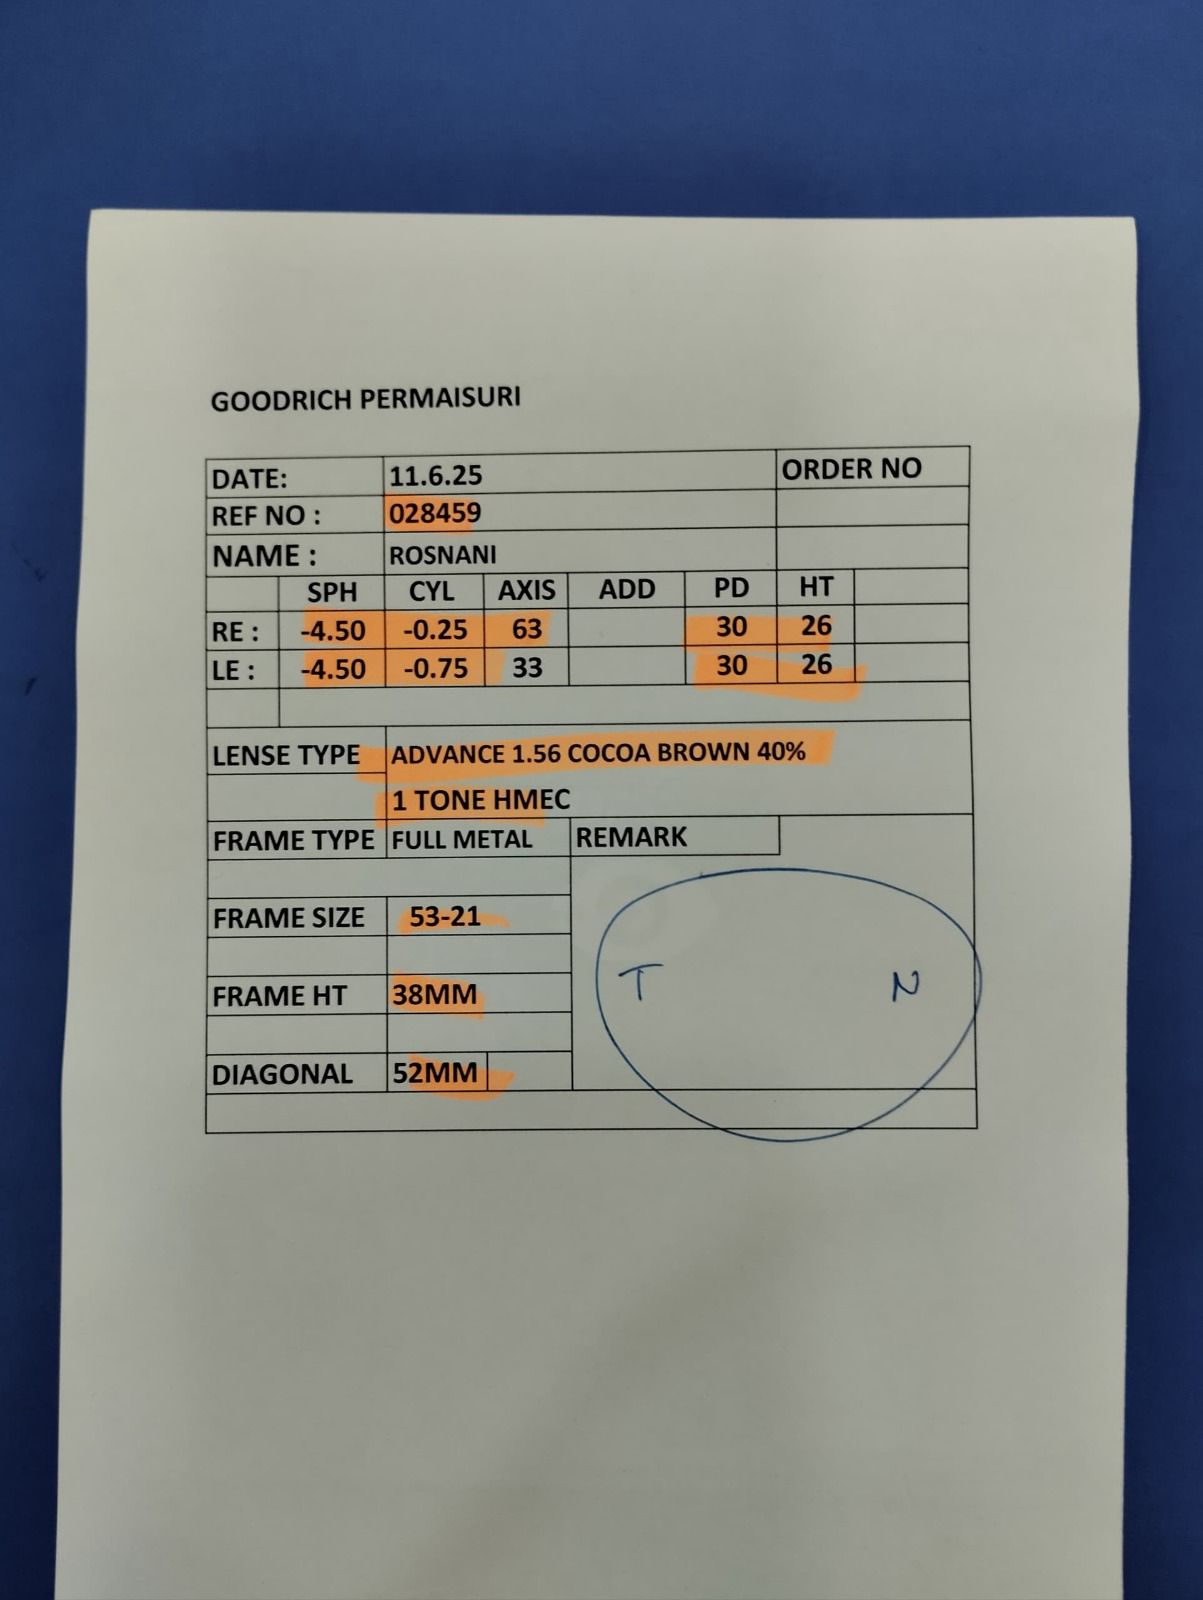 GOODRICH PERMAISURI
DATE: 11.6.25 ORDER NO
REF NO : 028459
NAME : ROSNANI
SPH CYL AXIS ADD PD HT
RE : -4.50 -0.25 63 30 26
LE : -4.50 -0.75 33 30 26
LENSE TYPE ADVANCE 1.56 COCOA BROWN 40%
1 TONE HMEC
FRAME TYPE FULL METAL REMARK
FRAME SIZE 53-21
T N
FRAME HT 38MM
DIAGONAL 52MM